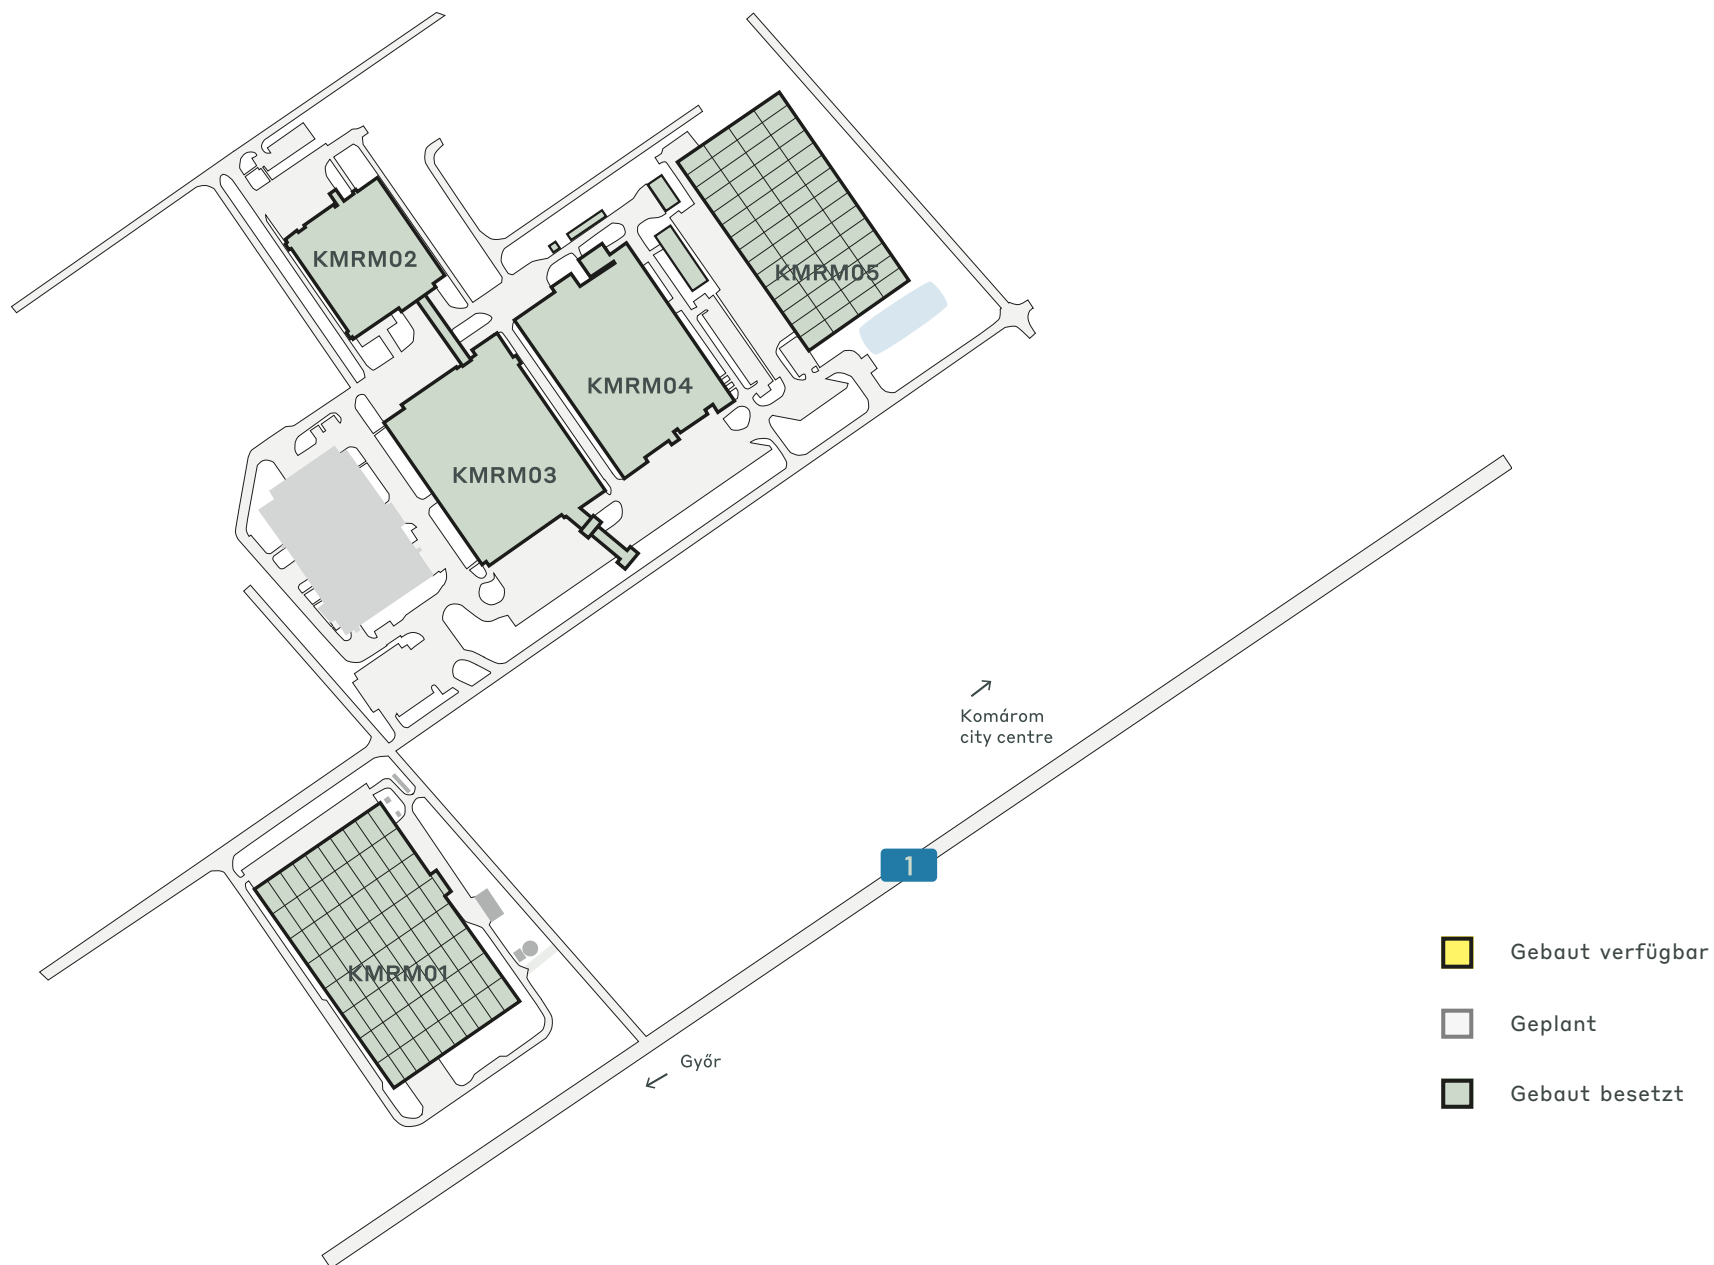 KMRM02
KMRM05
KMRM04
KMRM03
Komárom
city centre
1
KMRM01
Győr
Gebaut verfügbar
Geplant
Gebaut besetzt